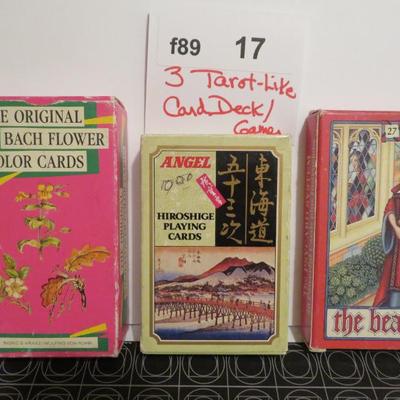 f89 17
3 Tarot-Like
Card Deck/
Games
E ORIGINAL
BACH FLOWER
OLOR CARDS
ANGEL
10.00
HIROSHIGE
PLAYING
CARDS
東海道
五十三次
27
the bea